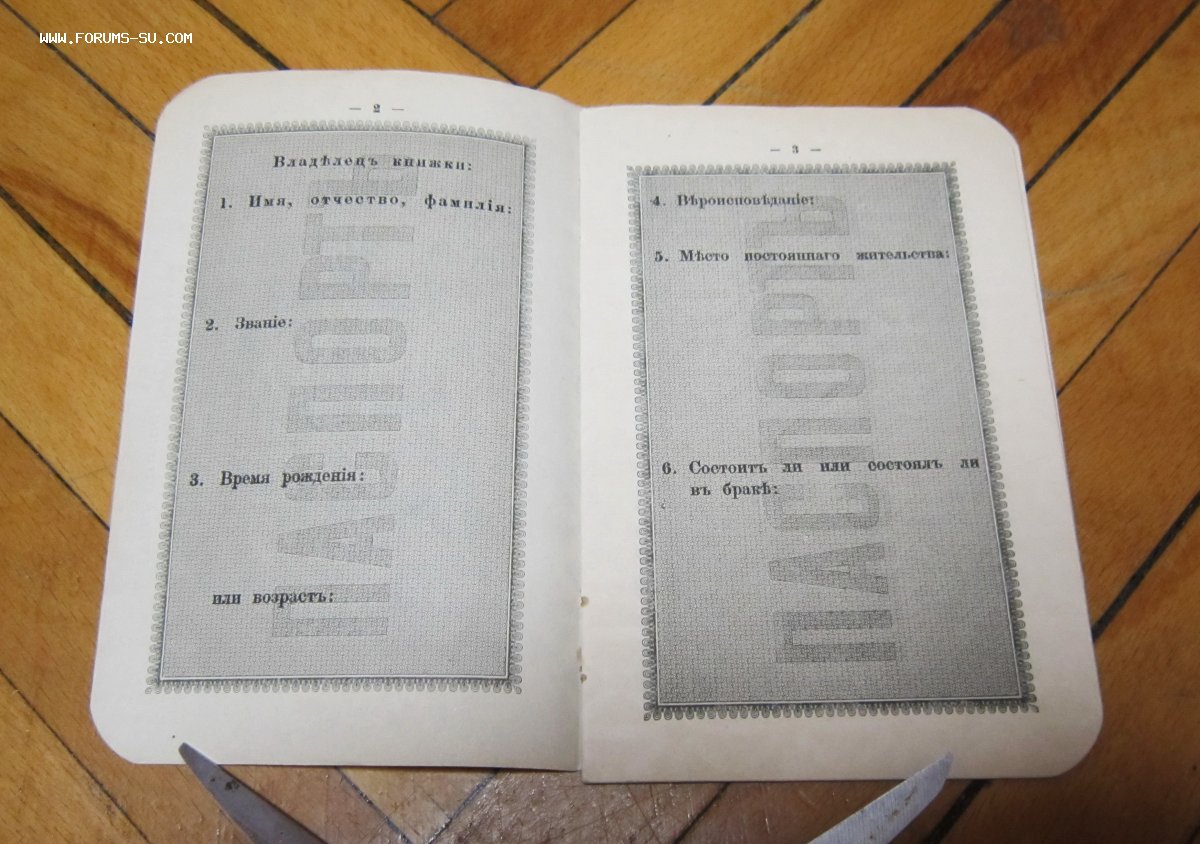 WWW.FORUMS-SU.COM
— 2 —
Владѣлецъ книжки:
1. Имя, отчество, фамилія:
2. Званіе:
3. Время рожденія:
или возрастъ:
ПАСПОРТЪ
— 3 —
4. Вѣроисповѣданіе:
5. Мѣсто постояннаго жительства:
6. Состоитъ ли или состоялъ ли
въ бракѣ:
ПАСПОРТЪ